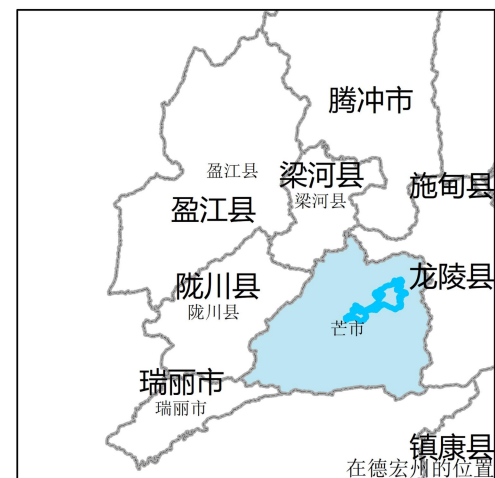 腾冲市
盈江县
梁河县
梁河县
施甸县
盈江县
陇川县
陇川县
龙陵县
芒市
瑞丽市
瑞丽市
镇康县
在德宏州的位置